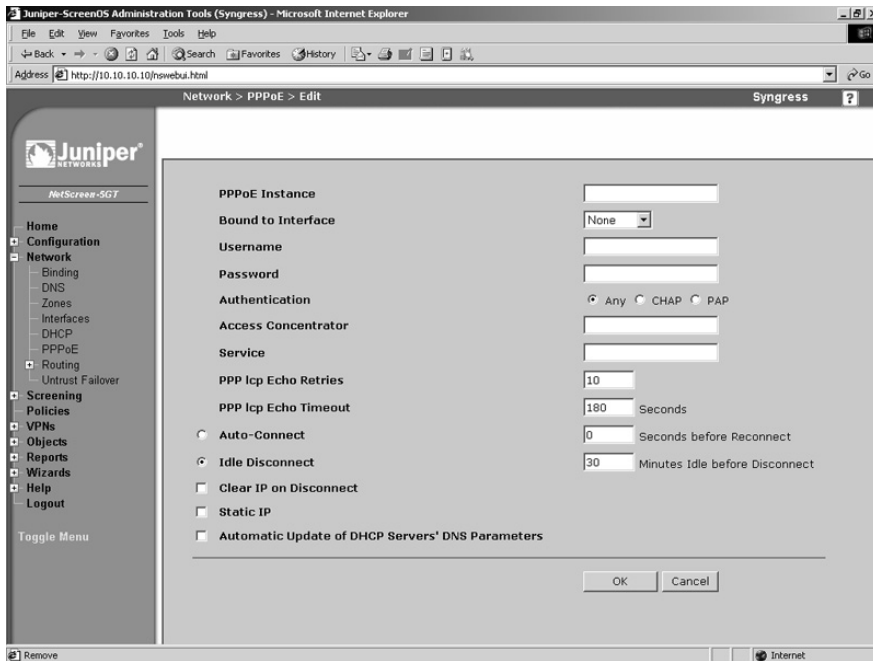 Juniper-ScreenOS Administration Tools (Syngress) - Microsoft Internet Explorer
File Edit View Favorites Tools Help
Back Search Favorites History
Address http://10.10.10.10/nswebui.html Go
Network > PPPoE > Edit Syngress ?
Juniper
NETWORKS
NetScreen-5GT
Home
Configuration
Network
Binding
DNS
Zones
Interfaces
DHCP
PPPoE
Routing
Untrust Failover
Screening
Policies
VPNs
Objects
Reports
Wizards
Help
Logout
Toggle Menu
PPPoE Instance
Bound to Interface None
Username
Password
Authentication Any CHAP PAP
Access Concentrator
Service
PPP lcp Echo Retries 10
PPP lcp Echo Timeout 180 Seconds
Auto-Connect 0 Seconds before Reconnect
Idle Disconnect 30 Minutes Idle before Disconnect
Clear IP on Disconnect
Static IP
Automatic Update of DHCP Servers' DNS Parameters
OK Cancel
Remove Internet